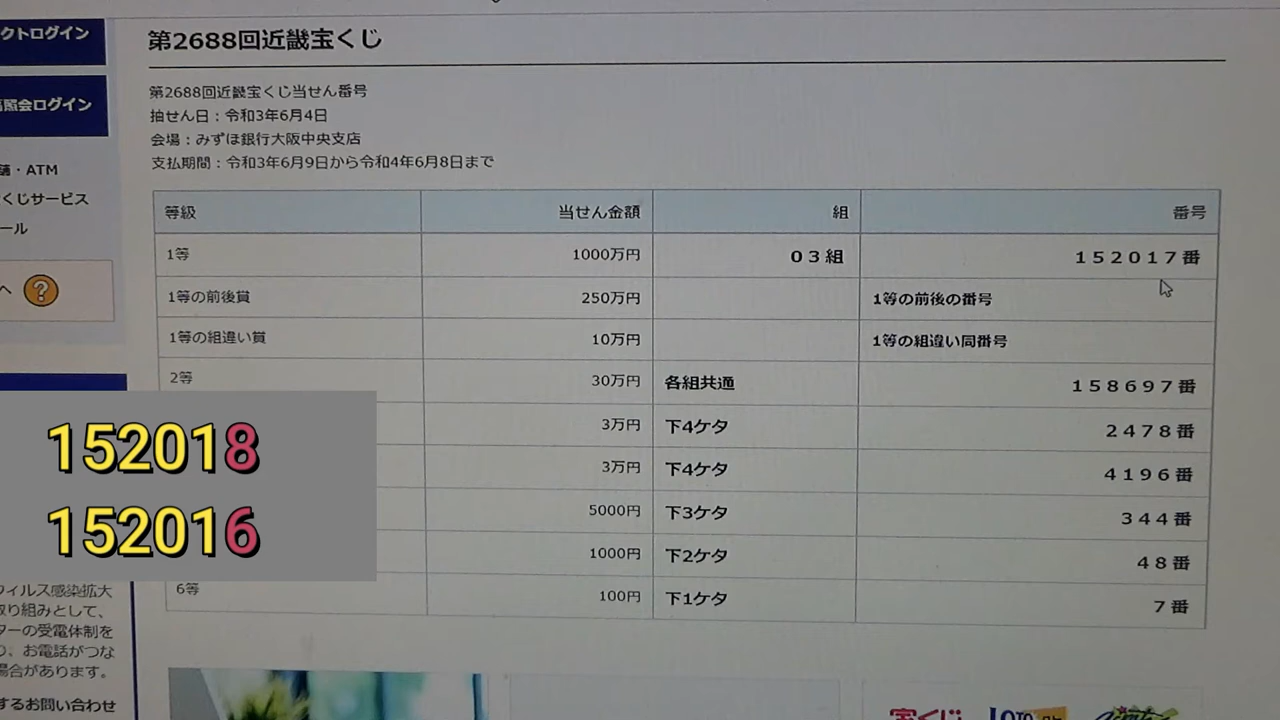 クトログイン
照会ログイン
舗・ATM
くじサービス
ール
へ ?
第2688回近畿宝くじ
第2688回近畿宝くじ当せん番号
抽せん日：令和3年6月4日
会場：みずほ銀行大阪中央支店
支払期間：令和3年6月9日から令和4年6月8日まで
等級 当せん金額 組 番号
1等 1000万円 03組 152017番
1等の前後賞 250万円 1等の前後の番号
1等の組違い賞 10万円 1等の組違い同番号
2等 30万円 各組共通 158697番
3万円 下4ケタ 2478番
3万円 下4ケタ 4196番
5000円 下3ケタ 344番
1000円 下2ケタ 48番
6等 100円 下1ケタ 7番
152018
152016
ウィルス感染拡大
取り組みとして、
ターの受電体制を
り、お電話がつな
場合があります。
するお問い合わせ
宝くじ